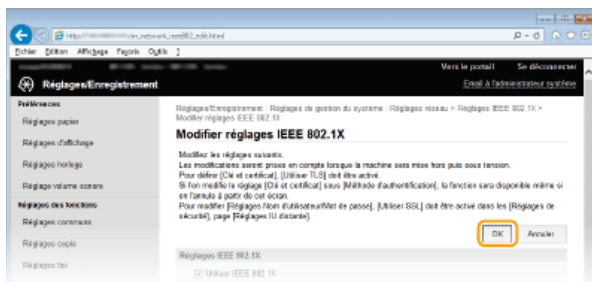 http://
/m_network_ieee802_edit.html
Fichier Édition Affichage Favoris Outils ?
Vers le portail Se déconnecter
Réglages/Enregistrement
Email à l'administrateur système
Préférences
Réglages papier
Réglages d'affichage
Réglages horloge
Réglage volume sonore
Réglages des fonctions
Réglages communs
Réglages copie
Réglages fax
Réglages/Enregistrement : Réglages de gestion du système : Réglages réseau > Réglages IEEE 802.1X >
Modifier réglages IEEE 802.1X
Modifier réglages IEEE 802.1X
Modifiez les réglages suivants.
Les modifications seront prises en compte lorsque la machine sera mise hors puis sous tension.
Pour définir [Clé et certificat], [Utiliser TLS] doit être activé.
Si l'on modifie le réglage [Clé et certificat] sous [Méthode d'authentification], la fonction sera disponible même si
on l'annule à partir de cet écran.
Pour modifier [Réglages Nom d'utilisateur/Mot de passe], [Utiliser SSL] doit être activé dans les [Réglages de
sécurité], page [Réglages IU distante].
OK Annuler
Réglages IEEE 802.1X
Utiliser IEEE 802.1X